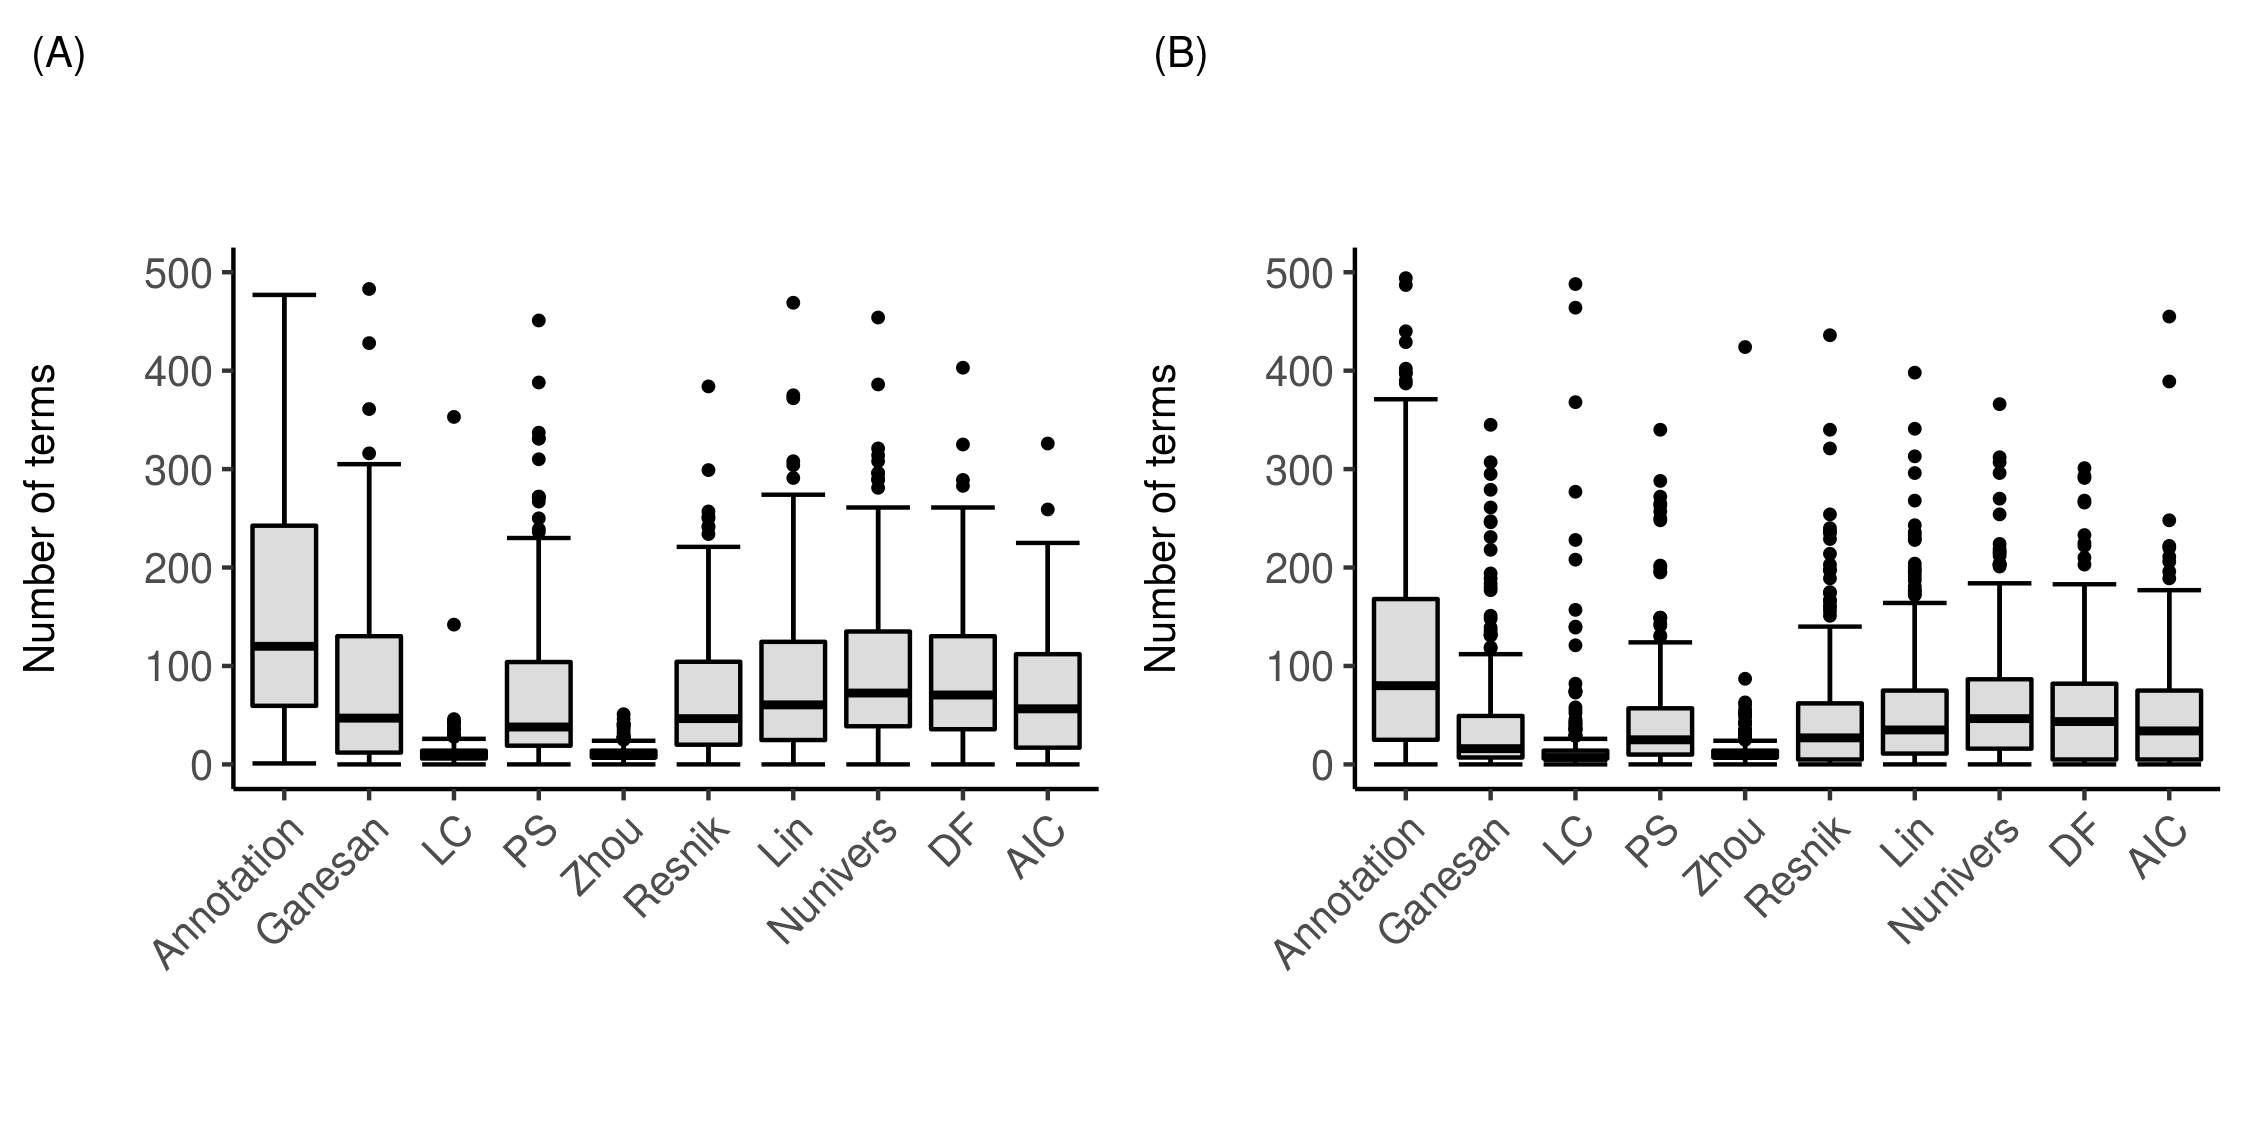 (A)
Number of terms
500
400
300
200
100
0
Annotation
Ganesan
LC
PS
Zhou
Resnik
Lin
Nunivers
DF
AIC
(B)
Number of terms
500
400
300
200
100
0
Annotation
Ganesan
LC
PS
Zhou
Resnik
Lin
Nunivers
DF
AIC